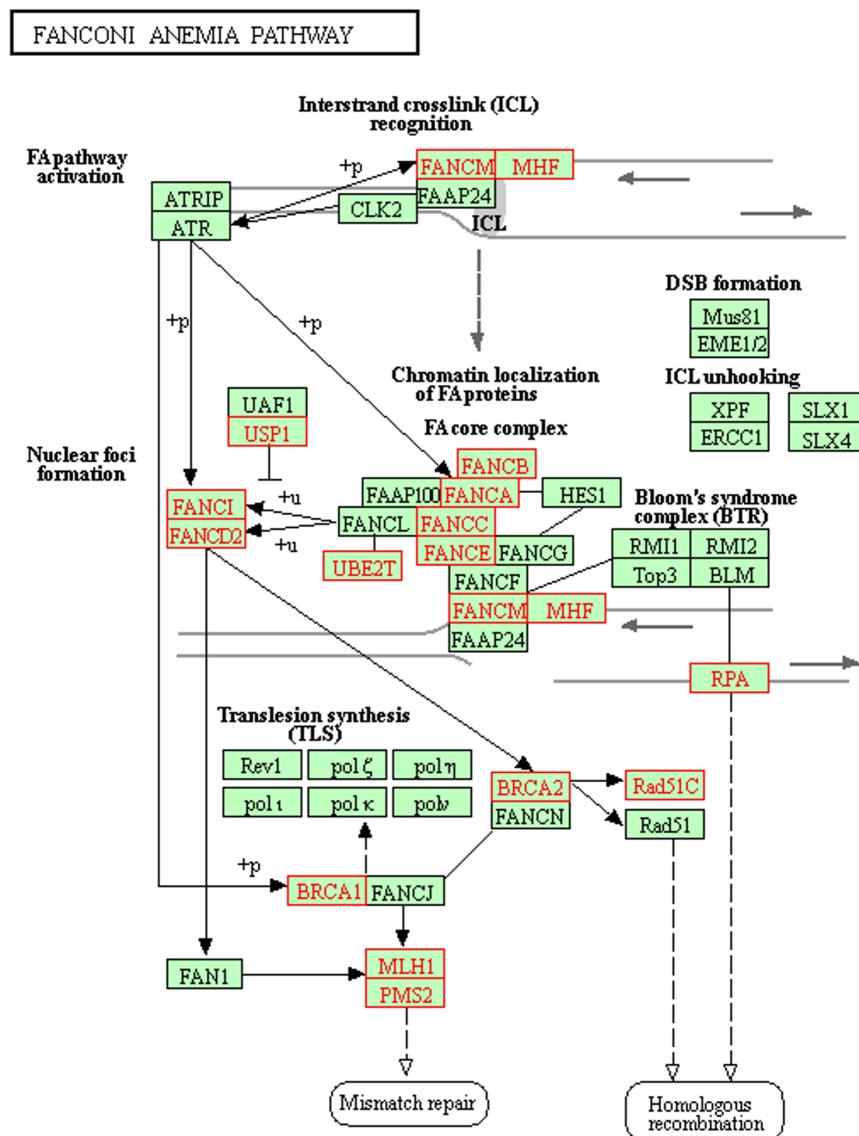 FANCONI ANEMIA PATHWAY
Interstrand crosslink (ICL)
recognition
FA pathway
activation
+p
FANCM
MHF
ATRIP
FAAP24
CLK2
ATR
ICL
DSB formation
Mus81
EME1/2
+p
+p
Chromatin localization
of FA proteins
ICL unhooking
UAF1
XPF
SLX1
USP1
FA core complex
ERCC1
SLX4
Nuclear foci
formation
FANCB
FAAP100
FANCA
HES1
Bloom's syndrome
complex (BTR)
FANCI
+u
FANCL
FANCC
FANCD2
+u
FANCE
FANCG
RMI1
RMI2
UBE2T
Top3
BLM
FANCF
FANCM
MHF
FAAP24
RPA
Translesion synthesis
(TLS)
Rev1
pol ζ
pol η
BRCA2
Rad51C
pol ι
pol κ
polν
FANCN
Rad51
+p
BRCA1
FANCJ
MLH1
FAN1
PMS2
Mismatch repair
Homologous
recombination